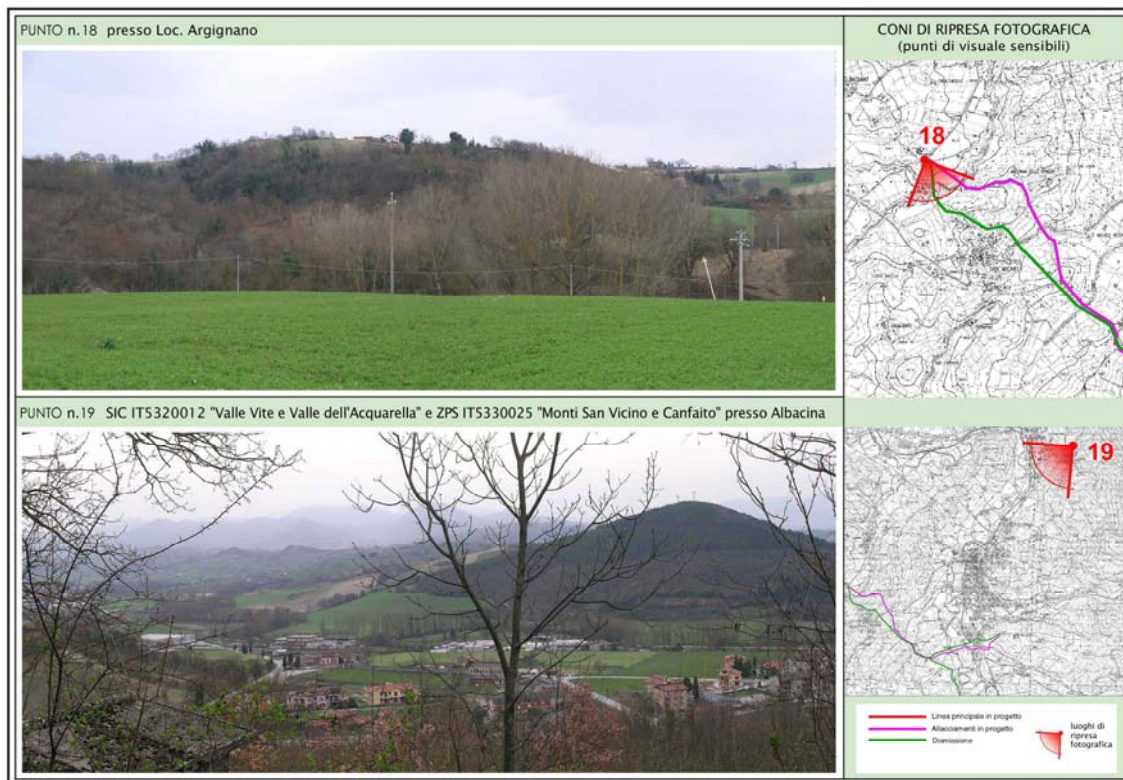 PUNTO n.18 presso Loc. Argignano
CONI DI RIPRESA FOTOGRAFICA
(punti di visuale sensibili)
18
PUNTO n.19 SIC IT5320012 "Valle Vite e Valle dell'Acquarella" e ZPS IT5330025 "Monti San Vicino e Canfaito" presso Albacina
19
Linea principale in progetto
Allacciamenti in progetto
Dismissione
luoghi di
ripresa
fotografica